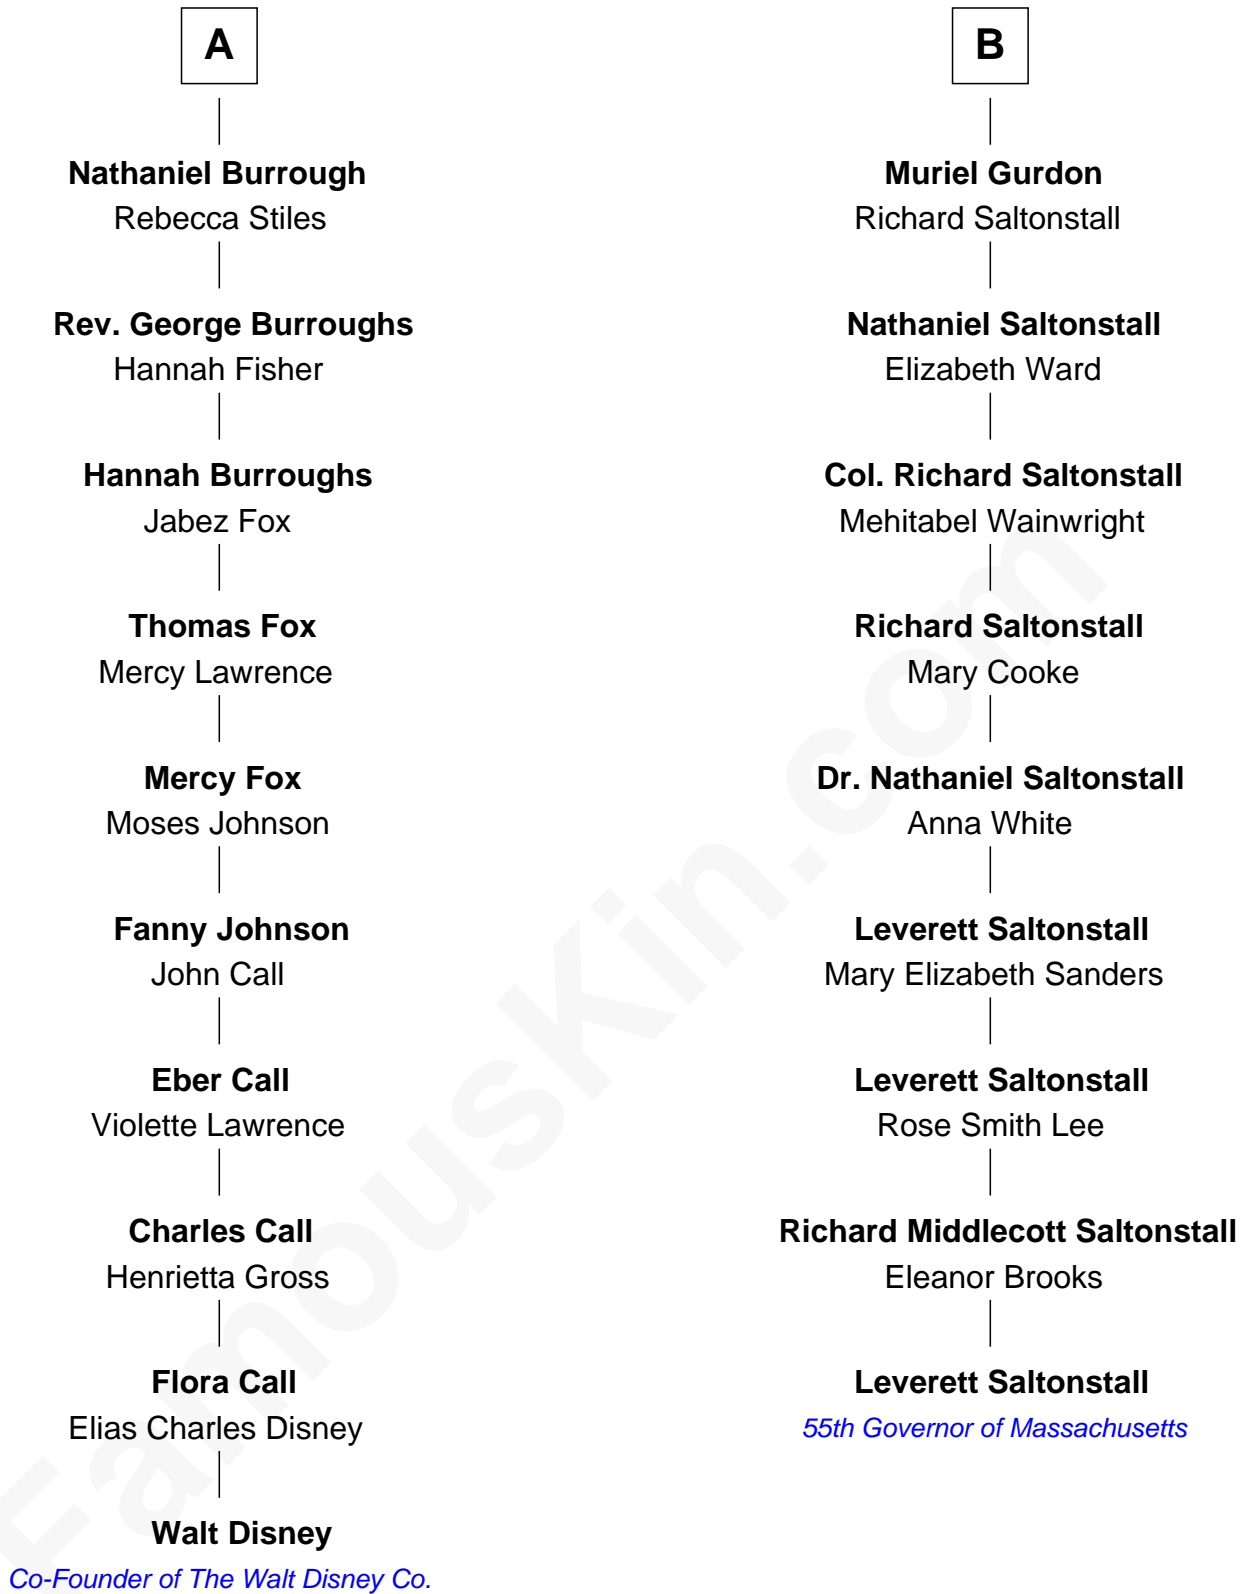 A
Nathaniel Burrough
Rebecca Stiles
Rev. George Burroughs
Hannah Fisher
Hannah Burroughs
Jabez Fox
Thomas Fox
Mercy Lawrence
Mercy Fox
Moses Johnson
Fanny Johnson
John Call
Eber Call
Violette Lawrence
Charles Call
Henrietta Gross
Flora Call
Elias Charles Disney
Walt Disney
Co-Founder of The Walt Disney Co.
B
Muriel Gurdon
Richard Saltonstall
Nathaniel Saltonstall
Elizabeth Ward
Col. Richard Saltonstall
Mehitabel Wainwright
Richard Saltonstall
Mary Cooke
Dr. Nathaniel Saltonstall
Anna White
Leverett Saltonstall
Mary Elizabeth Sanders
Leverett Saltonstall
Rose Smith Lee
Richard Middlecott Saltonstall
Eleanor Brooks
Leverett Saltonstall
55th Governor of Massachusetts
FamousKin.com